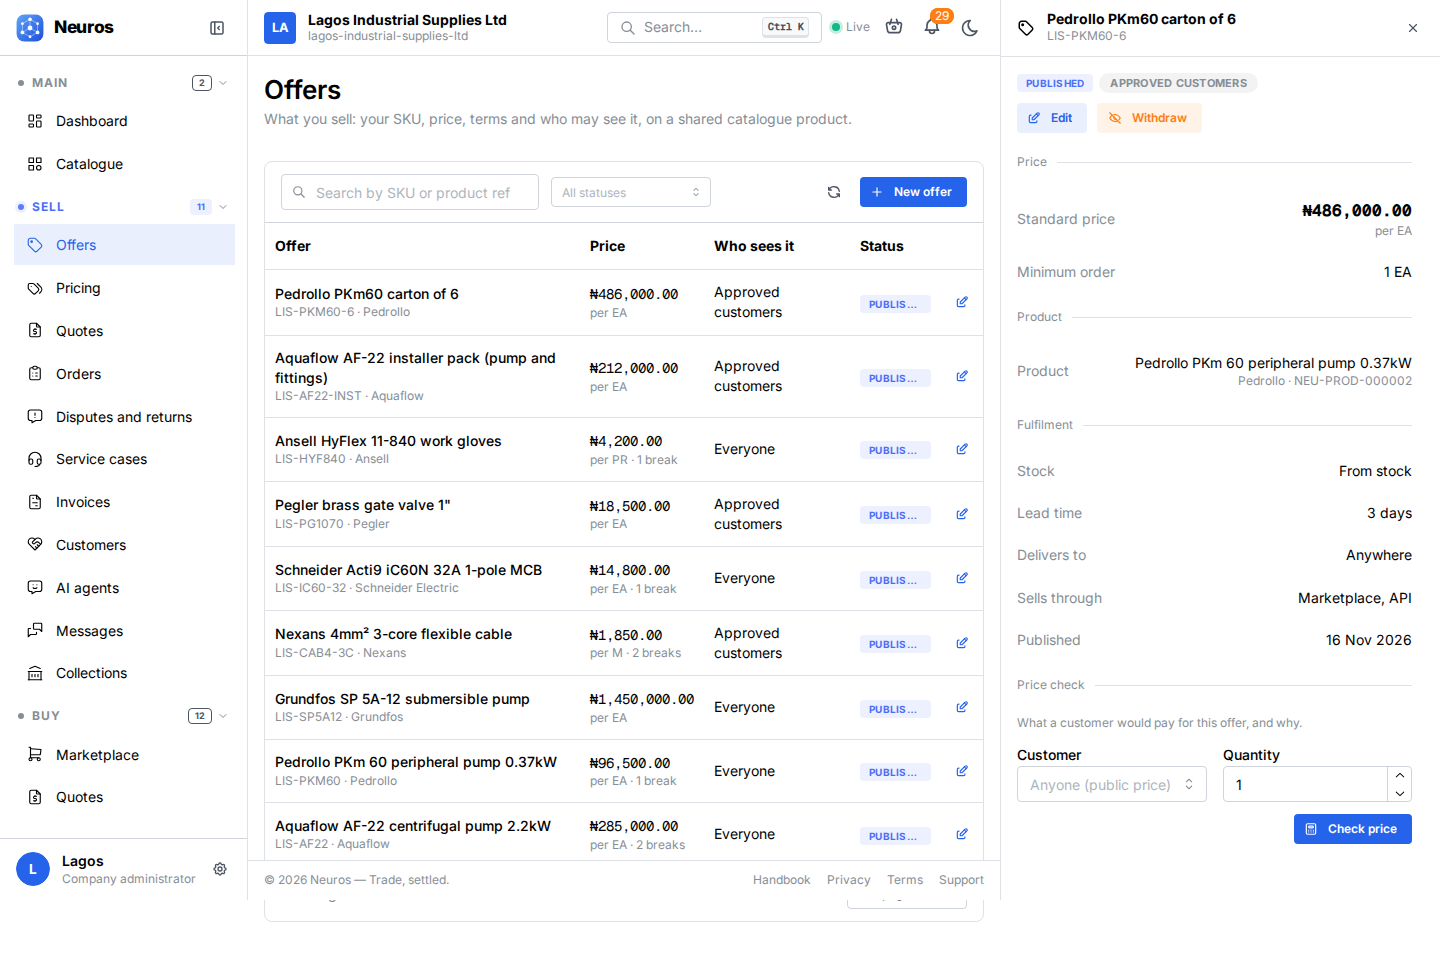 Neuros
MAIN
2
Dashboard
Catalogue
SELL
11
Offers
Pricing
Quotes
Orders
Disputes and returns
Service cases
Invoices
Customers
AI agents
Messages
Collections
BUY
12
Marketplace
Quotes
L
Lagos
Company administrator
LA
Lagos Industrial Supplies Ltd
lagos-industrial-supplies-ltd
Search...
Ctrl K
Live
29
Offers
What you sell: your SKU, price, terms and who may see it, on a shared catalogue product.
Search by SKU or product ref
All statuses
New offer
Offer Price Who sees it Status
Pedrollo PKm60 carton of 6
LIS-PKM60-6 · Pedrollo
₦486,000.00
per EA
Approved
customers
PUBLIS...
Aquaflow AF-22 installer pack (pump and
fittings)
LIS-AF22-INST · Aquaflow
₦212,000.00
per EA
Approved
customers
PUBLIS...
Ansell HyFlex 11-840 work gloves
LIS-HYF840 · Ansell
₦4,200.00
per PR · 1 break
Everyone
PUBLIS...
Pegler brass gate valve 1"
LIS-PG1070 · Pegler
₦18,500.00
per EA
Approved
customers
PUBLIS...
Schneider Acti9 iC60N 32A 1-pole MCB
LIS-IC60-32 · Schneider Electric
₦14,800.00
per EA · 1 break
Everyone
PUBLIS...
Nexans 4mm² 3-core flexible cable
LIS-CAB4-3C · Nexans
₦1,850.00
per M · 2 breaks
Approved
customers
PUBLIS...
Grundfos SP 5A-12 submersible pump
LIS-SP5A12 · Grundfos
₦1,450,000.00
per EA
Everyone
PUBLIS...
Pedrollo PKm 60 peripheral pump 0.37kW
LIS-PKM60 · Pedrollo
₦96,500.00
per EA · 1 break
Everyone
PUBLIS...
Aquaflow AF-22 centrifugal pump 2.2kW
LIS-AF22 · Aquaflow
₦285,000.00
per EA · 2 breaks
Everyone
PUBLIS...
© 2026 Neuros — Trade, settled.
Handbook Privacy Terms Support
Pedrollo PKm60 carton of 6
LIS-PKM60-6
PUBLISHED
APPROVED CUSTOMERS
Edit
Withdraw
Price
Standard price
₦486,000.00
per EA
Minimum order
1 EA
Product
Product
Pedrollo PKm 60 peripheral pump 0.37kW
Pedrollo · NEU-PROD-000002
Fulfilment
Stock
From stock
Lead time
3 days
Delivers to
Anywhere
Sells through
Marketplace, API
Published
16 Nov 2026
Price check
What a customer would pay for this offer, and why.
Customer
Anyone (public price)
Quantity
1
Check price